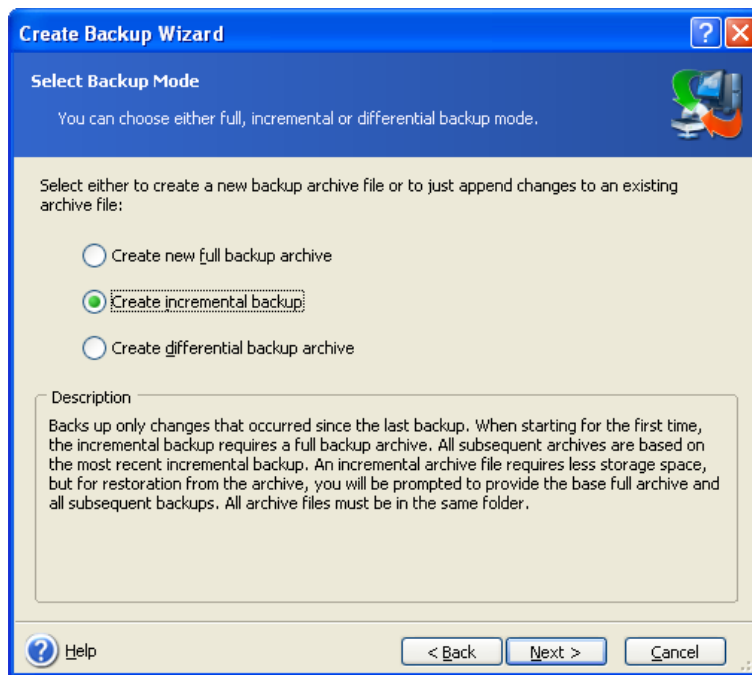 Create Backup Wizard
Select Backup Mode
You can choose either full, incremental or differential backup mode.
Select either to create a new backup archive file or to just append changes to an existing
archive file:
Create new full backup archive
Create incremental backup
Create differential backup archive
Description
Backs up only changes that occurred since the last backup. When starting for the first time,
the incremental backup requires a full backup archive. All subsequent archives are based on
the most recent incremental backup. An incremental archive file requires less storage space,
but for restoration from the archive, you will be prompted to provide the base full archive and
all subsequent backups. All archive files must be in the same folder.
Help
< Back
Next >
Cancel